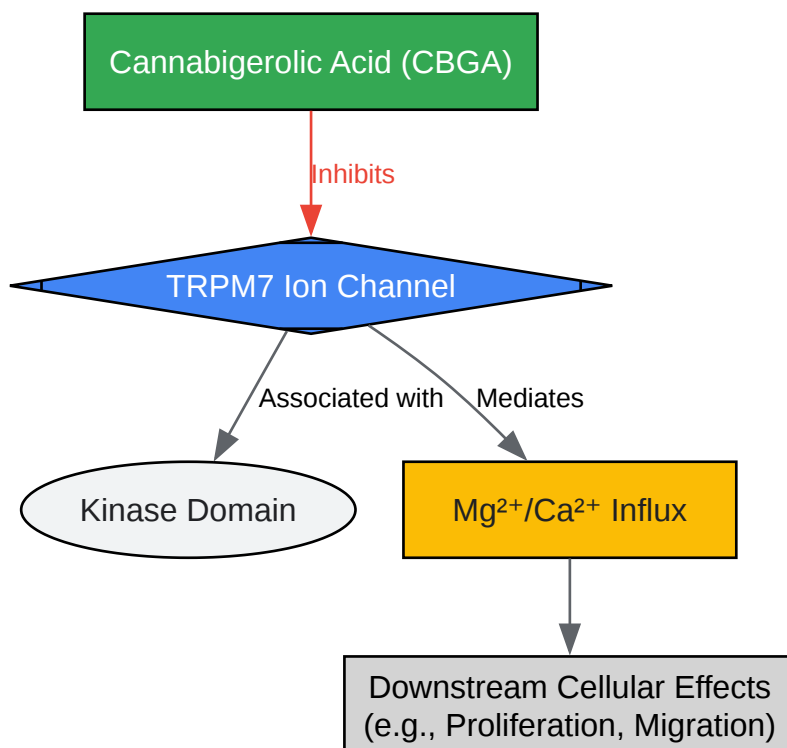 Cannabigerolic Acid (CBGA)
Inhibits
TRPM7 Ion Channel
Associated with
Mediates
Kinase Domain
Mg²⁺/Ca²⁺ Influx
Downstream Cellular Effects
(e.g., Proliferation, Migration)